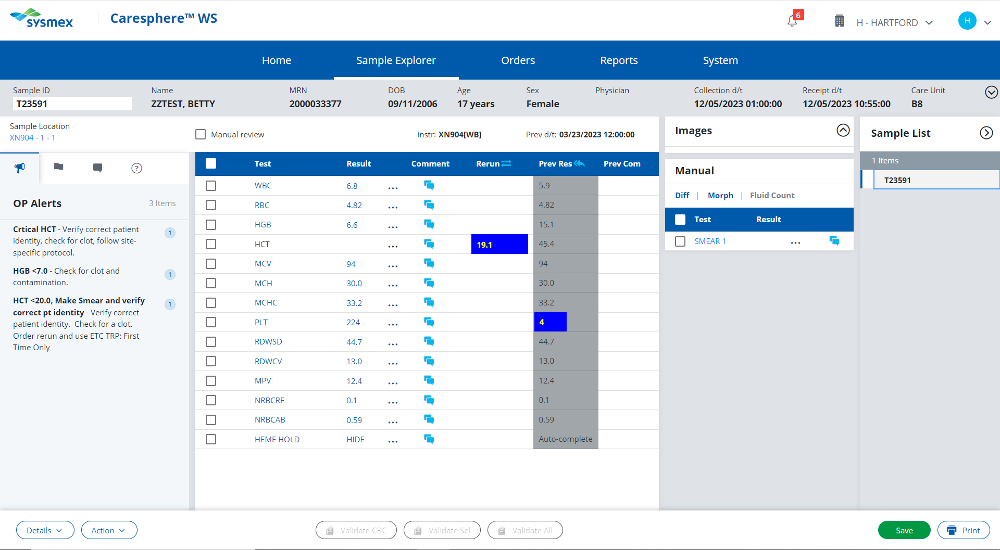 sysmex
Caresphere™ WS
6
H - HARTFORD
H
Home
Sample Explorer
Orders
Reports
System
Sample ID
Name
MRN
DOB
Age
Sex
Physician
Collection d/t
Receipt d/t
Care Unit
T23591
ZZTEST, BETTY
2000033377
09/11/2006
17 years
Female
12/05/2023 01:00:00
12/05/2023 10:55:00
B8
Sample Location
XN904 - 1 - 1
OP Alerts
3 Items
Crtical HCT - Verify correct patient
identity, check for clot, follow site-
specific protocol.
1
HGB <7.0 - Check for clot and
contamination.
1
HCT <20.0, Make Smear and verify
correct pt identity - Verify correct
patient identity.  Check for a clot.
Order rerun and use ETC TRP: First
Time Only
1
Manual review
Instr: XN904[WB]
Prev d/t: 03/23/2023 12:00:00
Test Result Comment Rerun Prev Res Prev Com
WBC 6.8 ... 5.9
RBC 4.82 ... 4.82
HGB 6.6 ... 15.1
HCT ... 19.1 45.4
MCV 94 ... 94
MCH 30.0 ... 30.0
MCHC 33.2 ... 33.2
PLT 224 ... 4
RDWSD 44.7 ... 44.7
RDWCV 13.0 ... 13.0
MPV 12.4 ... 12.4
NRBCRE 0.1 ... 0.1
NRBCAB 0.59 ... 0.59
HEME HOLD HIDE ... Auto-complete
Images
Manual
Diff | Morph | Fluid Count
Test Result
SMEAR 1 ...
Sample List
1 Items
T23591
Details
Action
Validate CBC
Validate Sel
Validate All
Save
Print